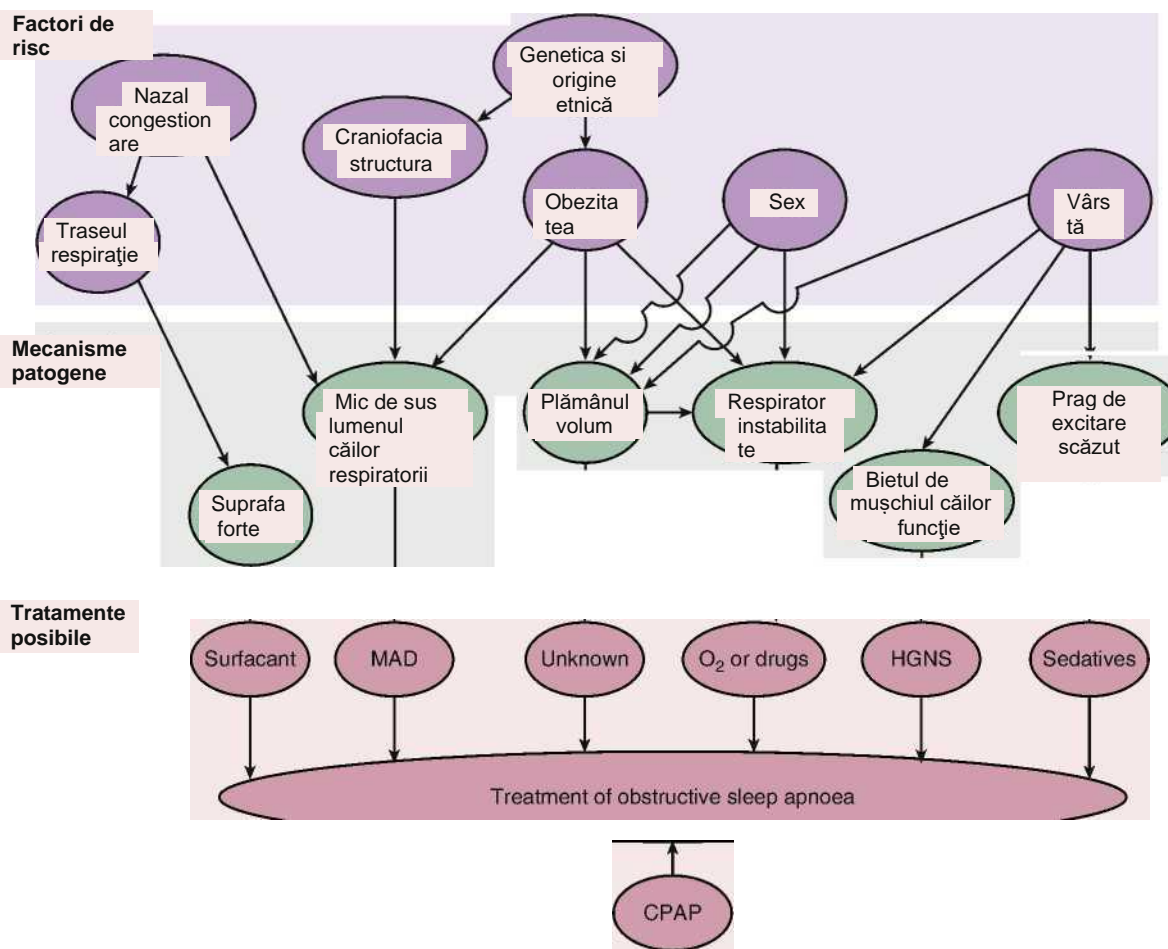 Factori de
risc
Genetica si
origine
etnică
Nazal
congestion
are
Craniofacia
structura
Obezita
tea
Sex
Vârs
tă
Traseul
respiraţie
Mecanisme
patogene
Mic de sus
lumenul
căilor
respiratorii
Plămânul
volum
Respirator
instabilita
te
Prag de
excitare
scăzut
Suprafa
forte
Bietul de
mușchiul căilor
funcţie
Tratamente
posibile
Surfacant
MAD
Unknown
O₂ or drugs
HGNS
Sedatives
Treatment of obstructive sleep apnoea
CPAP